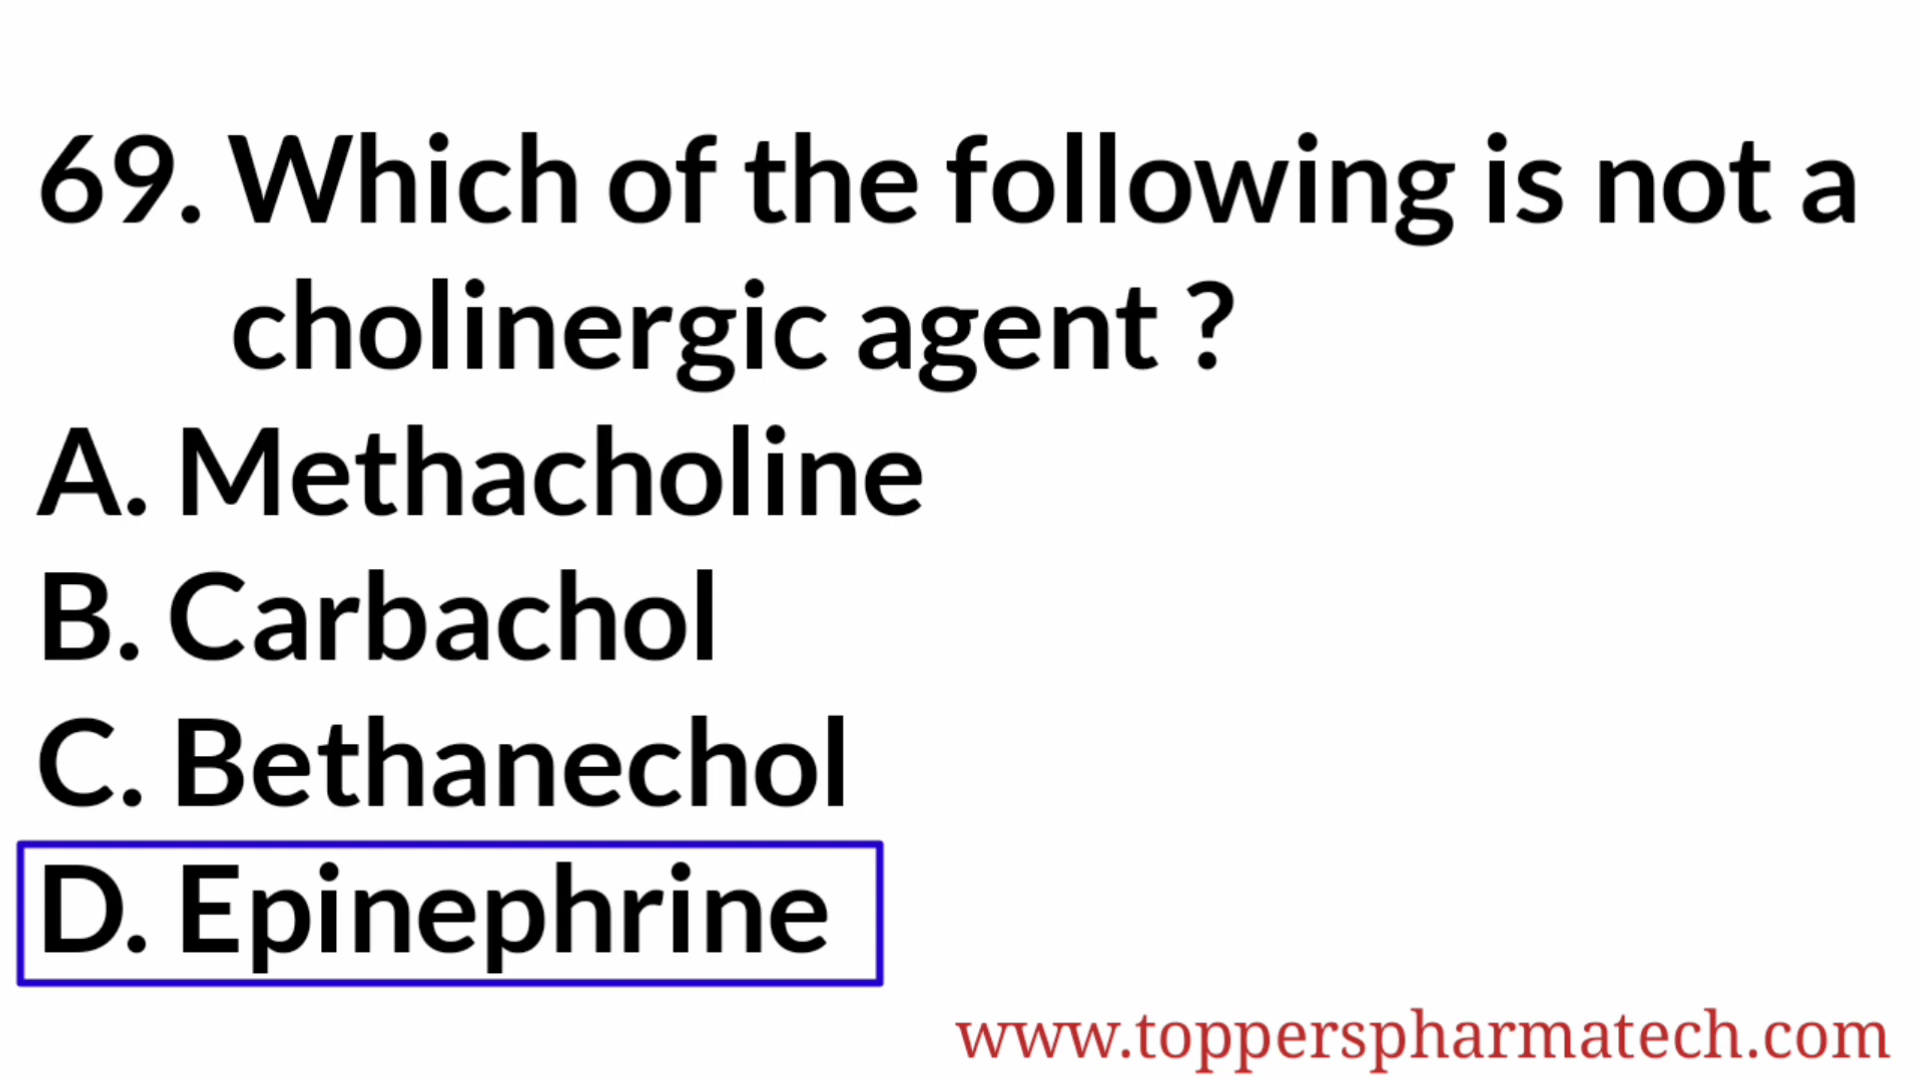 69. Which of the following is not a
cholinergic agent ?
A. Methacholine
B. Carbachol
C. Bethanechol
D. Epinephrine
www.topperspharmatech.com